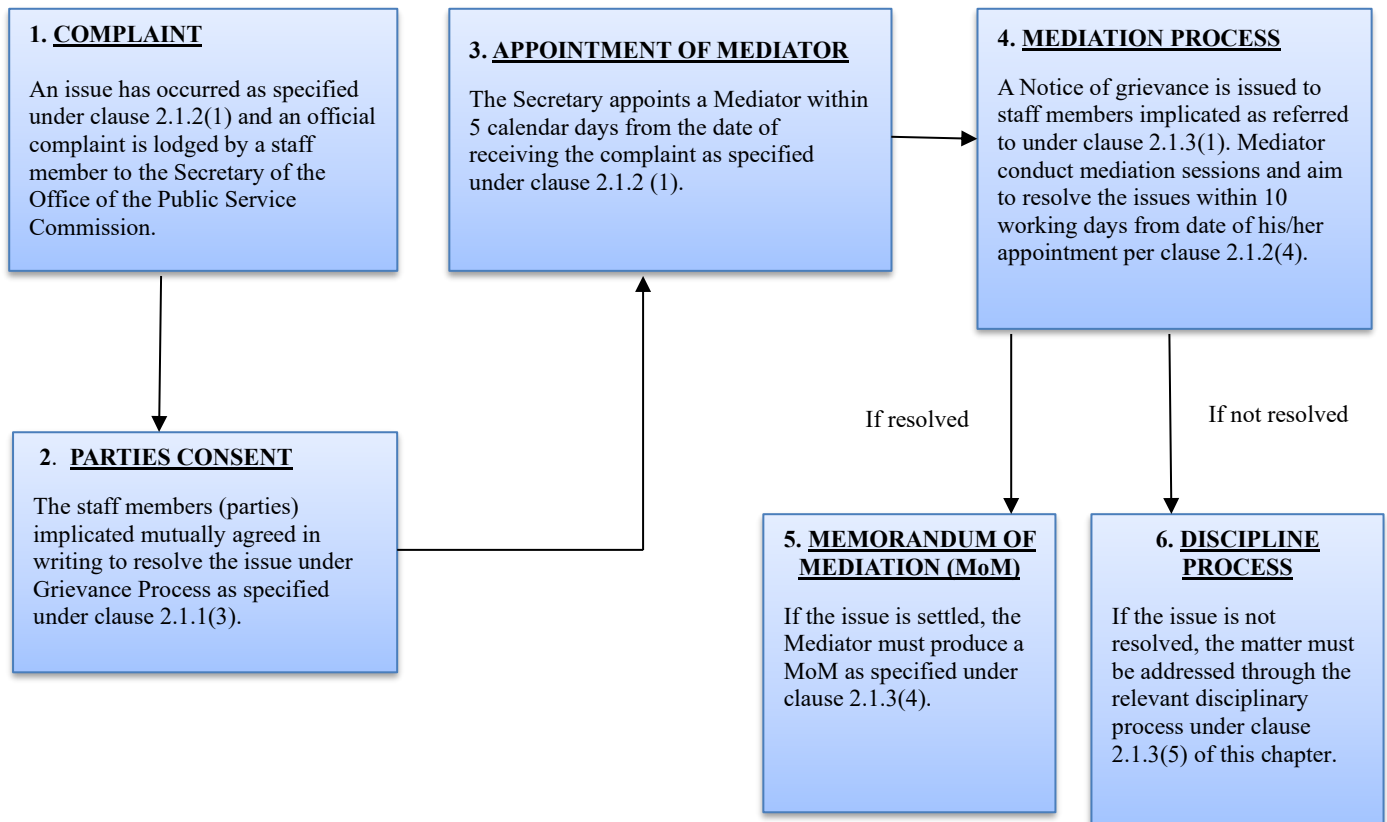 1. COMPLAINT
An issue has occurred as specified
under clause 2.1.2(1) and an official
complaint is lodged by a staff
member to the Secretary of the
Office of the Public Service
Commission.
2. PARTIES CONSENT
The staff members (parties)
implicated mutually agreed in
writing to resolve the issue under
Grievance Process as specified
under clause 2.1.1(3).
3. APPOINTMENT OF MEDIATOR
The Secretary appoints a Mediator within
5 calendar days from the date of
receiving the complaint as specified
under clause 2.1.2 (1).
4. MEDIATION PROCESS
A Notice of grievance is issued to
staff members implicated as referred
to under clause 2.1.3(1). Mediator
conduct mediation sessions and aim
to resolve the issues within 10
working days from date of his/her
appointment per clause 2.1.2(4).
If resolved
If not resolved
5. MEMORANDUM OF
MEDIATION (MoM)
If the issue is settled, the
Mediator must produce a
MoM as specified under
clause 2.1.3(4).
6. DISCIPLINE
PROCESS
If the issue is not
resolved, the matter must
be addressed through the
relevant disciplinary
process under clause
2.1.3(5) of this chapter.